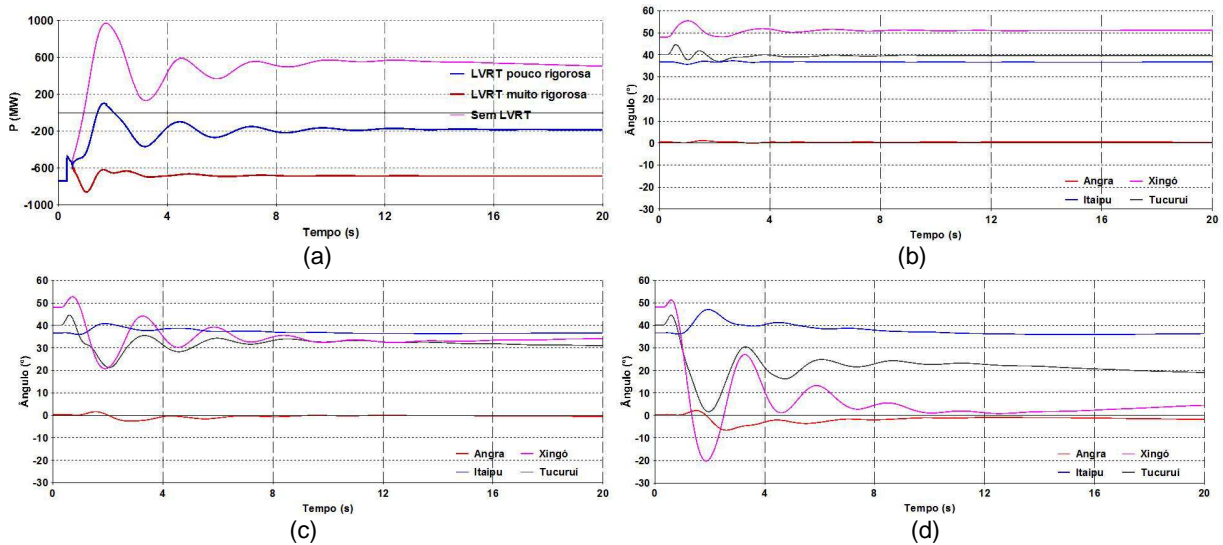 1000
600
200
-200
-600
-1000
P (MW)
LVRT pouco rigorosa
LVRT muito rigorosa
Sem LVRT
0 4 8 12 16 20
Tempo (s)
(a)
60
50
40
30
20
10
0
-10
-20
-30
Ângulo (°)
Angra Xingó
Itaipu Tucuruí
0 4 8 12 16 20
Tempo (s)
(b)
60
50
40
30
20
10
0
-10
-20
-30
Ângulo (°)
Angra Xingó
Itaipu Tucuruí
0 4 8 12 16 20
Tempo (s)
(c)
60
50
40
30
20
10
0
-10
-20
-30
Ângulo (°)
Angra Xingó
Itaipu Tucuruí
0 4 8 12 16 20
Tempo (s)
(d)